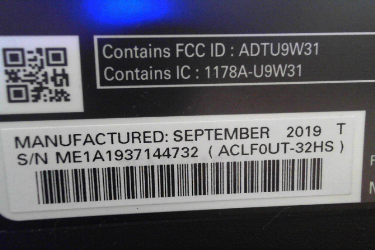 Contains FCC ID : ADTU9W31
Contains IC : 1178A-U9W31
MANUFACTURED: SEPTEMBER 2019 T
S/N ME1A1937144732 ( ACLF0UT-32HS )